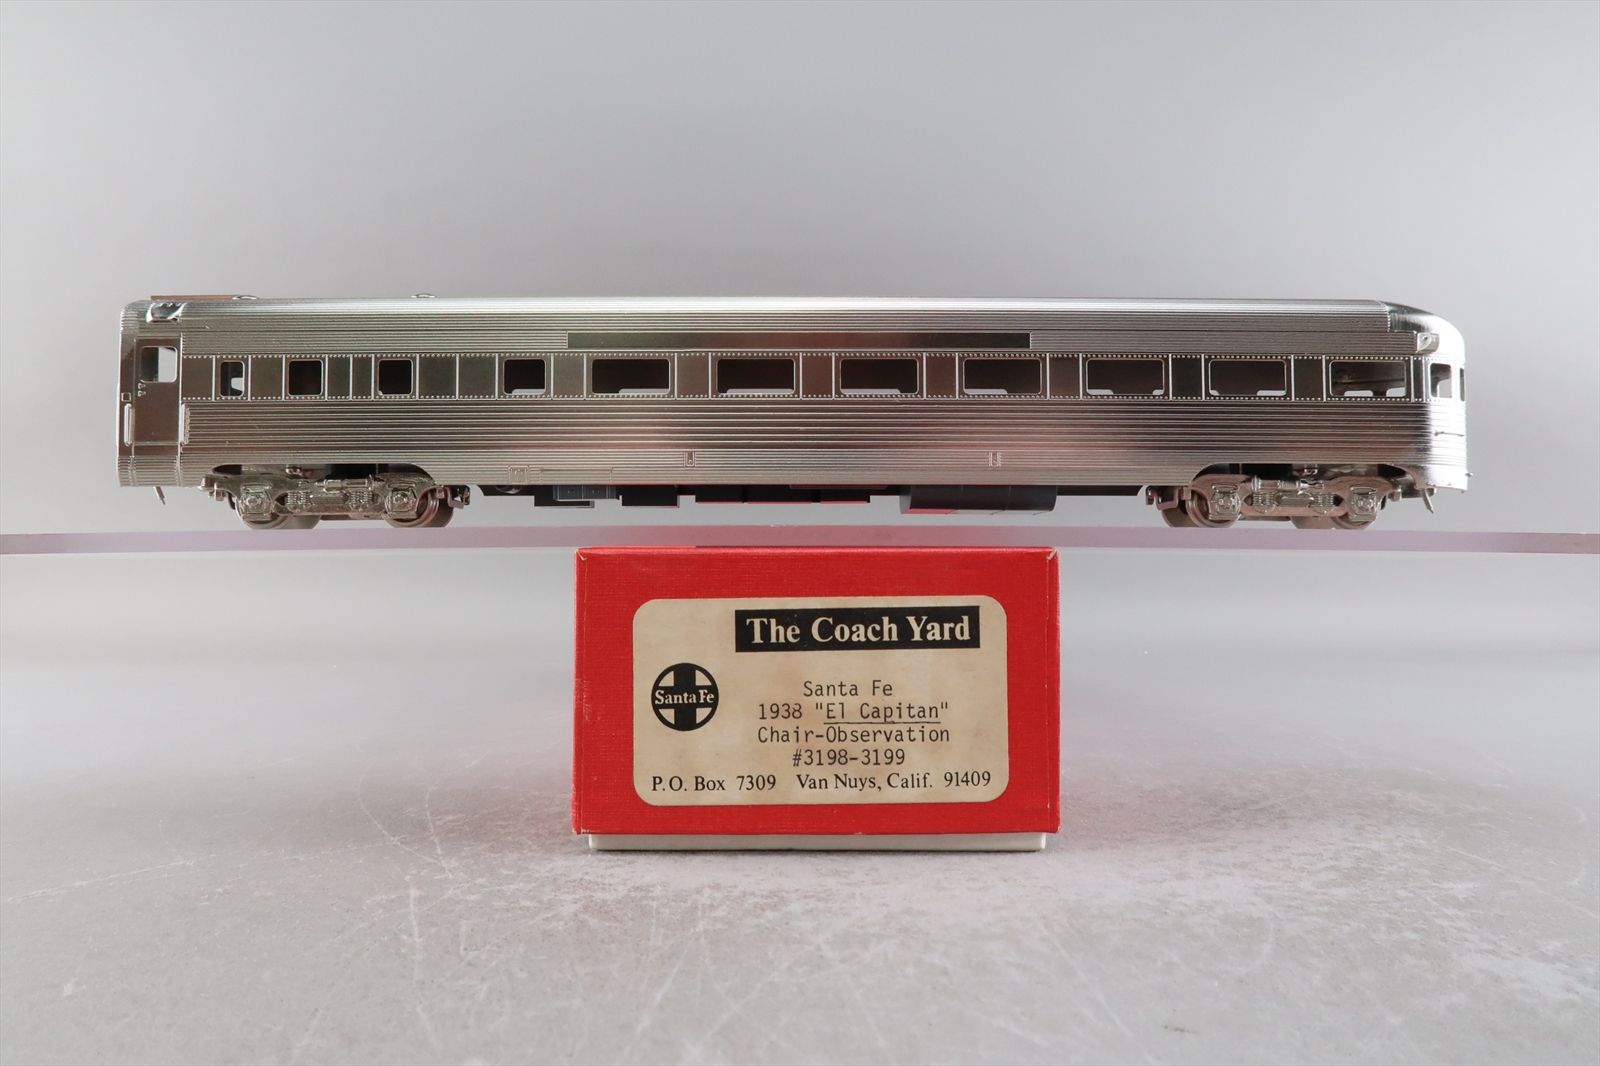 The Coach Yard
Santa Fe
Santa Fe
1938 "El Capitan"
Chair-Observation
#3198-3199
P.O. Box 7309 Van Nuys, Calif. 91409